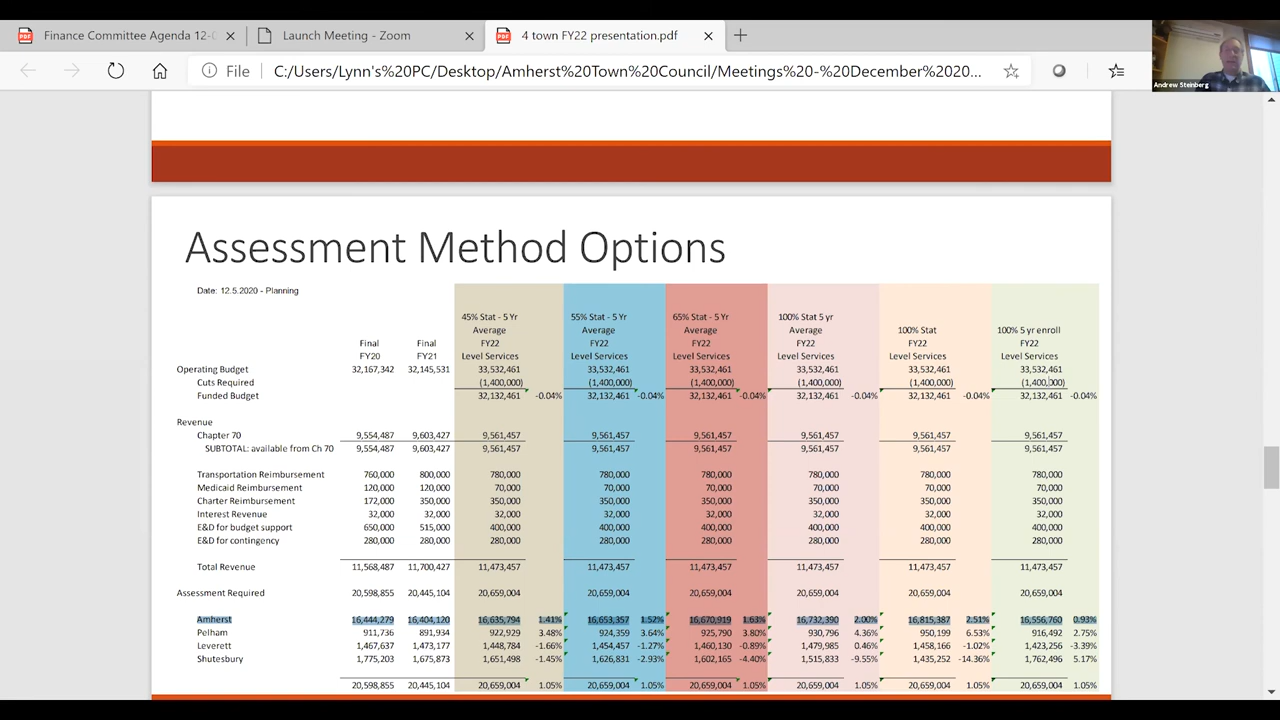 Finance Committee Agenda 12-0
Launch Meeting - Zoom
4 town FY22 presentation.pdf
File C:/Users/Lynn's%20PC/Desktop/Amherst%20Town%20Council/Meetings%20-%20December%2020...
Andrew Steinberg
Assessment Method Options
Date: 12.5.2020 - Planning
45% Stat - 5 Yr 55% Stat - 5 Yr 65% Stat - 5 Yr 100% Stat 5 yr
Average Average Average Average 100% Stat 100% 5 yr enroll
Final Final FY22 FY22 FY22 FY22 FY22 FY22
FY20 FY21 Level Services Level Services Level Services Level Services Level Services Level Services
Operating Budget 32,167,342 32,145,531 33,532,461 33,532,461 33,532,461 33,532,461 33,532,461 33,532,461
Cuts Required (1,400,000) (1,400,000) (1,400,000) (1,400,000) (1,400,000) (1,400,000)
Funded Budget 32,132,461 -0.04% 32,132,461 -0.04% 32,132,461 -0.04% 32,132,461 -0.04% 32,132,461 -0.04% 32,132,461 -0.04%
Revenue
Chapter 70 9,554,487 9,603,427 9,561,457 9,561,457 9,561,457 9,561,457 9,561,457 9,561,457
SUBTOTAL: available from Ch 70 9,554,487 9,603,427 9,561,457 9,561,457 9,561,457 9,561,457 9,561,457 9,561,457
Transportation Reimbursement 760,000 800,000 780,000 780,000 780,000 780,000 780,000 780,000
Medicaid Reimbursement 120,000 120,000 70,000 70,000 70,000 70,000 70,000 70,000
Charter Reimbursement 172,000 350,000 350,000 350,000 350,000 350,000 350,000 350,000
Interest Revenue 32,000 32,000 32,000 32,000 32,000 32,000 32,000 32,000
E&D for budget support 650,000 515,000 400,000 400,000 400,000 400,000 400,000 400,000
E&D for contingency 280,000 280,000 280,000 280,000 280,000 280,000 280,000 280,000
Total Revenue 11,568,487 11,700,427 11,473,457 11,473,457 11,473,457 11,473,457 11,473,457 11,473,457
Assessment Required 20,598,855 20,445,104 20,659,004 20,659,004 20,659,004 20,659,004 20,659,004 20,659,004
Amherst 16,444,279 16,404,120 16,635,794 1.41% 16,653,357 1.52% 16,670,919 1.63% 16,732,390 2.00% 16,815,387 2.51% 16,556,760 0.93%
Pelham 911,736 891,934 922,929 3.48% 924,359 3.64% 925,790 3.80% 930,796 4.36% 950,199 6.53% 916,492 2.75%
Leverett 1,467,637 1,473,177 1,448,784 -1.66% 1,454,457 -1.27% 1,460,130 -0.89% 1,479,985 0.46% 1,458,166 -1.02% 1,423,256 -3.39%
Shutesbury 1,775,203 1,675,873 1,651,498 -1.45% 1,626,831 -2.93% 1,602,165 -4.40% 1,515,833 -9.55% 1,435,252 -14.36% 1,762,496 5.17%
20,598,855 20,445,104 20,659,004 1.05% 20,659,004 1.05% 20,659,004 1.05% 20,659,004 1.05% 20,659,004 1.05% 20,659,004 1.05%